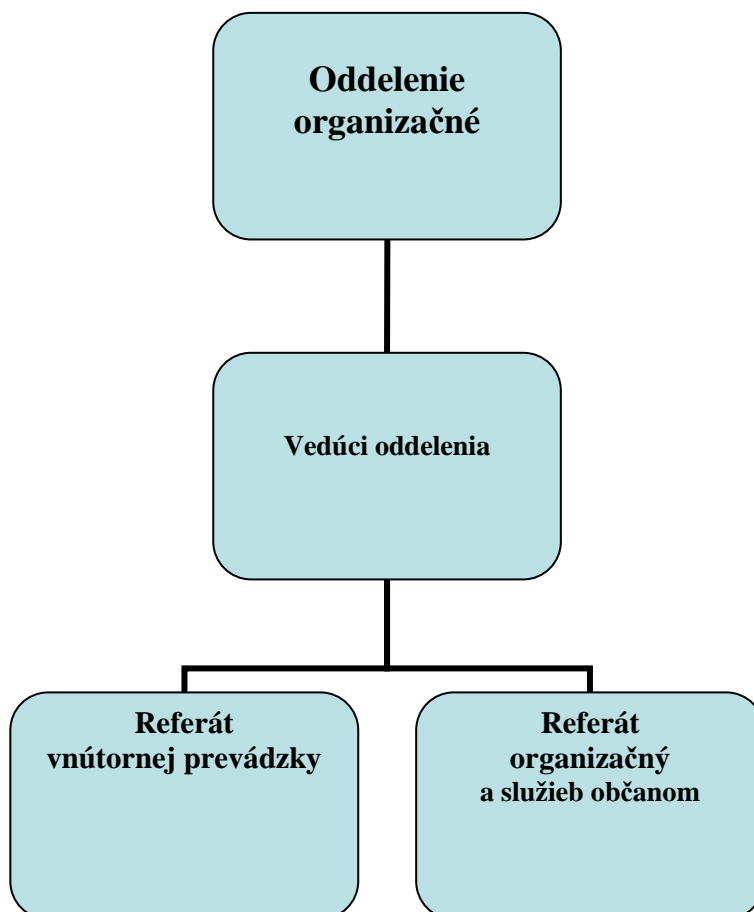 Oddelenie
organizačné
Vedúci oddelenia
Referát
vnútornej prevádzky
Referát
organizačný
a služieb občanom